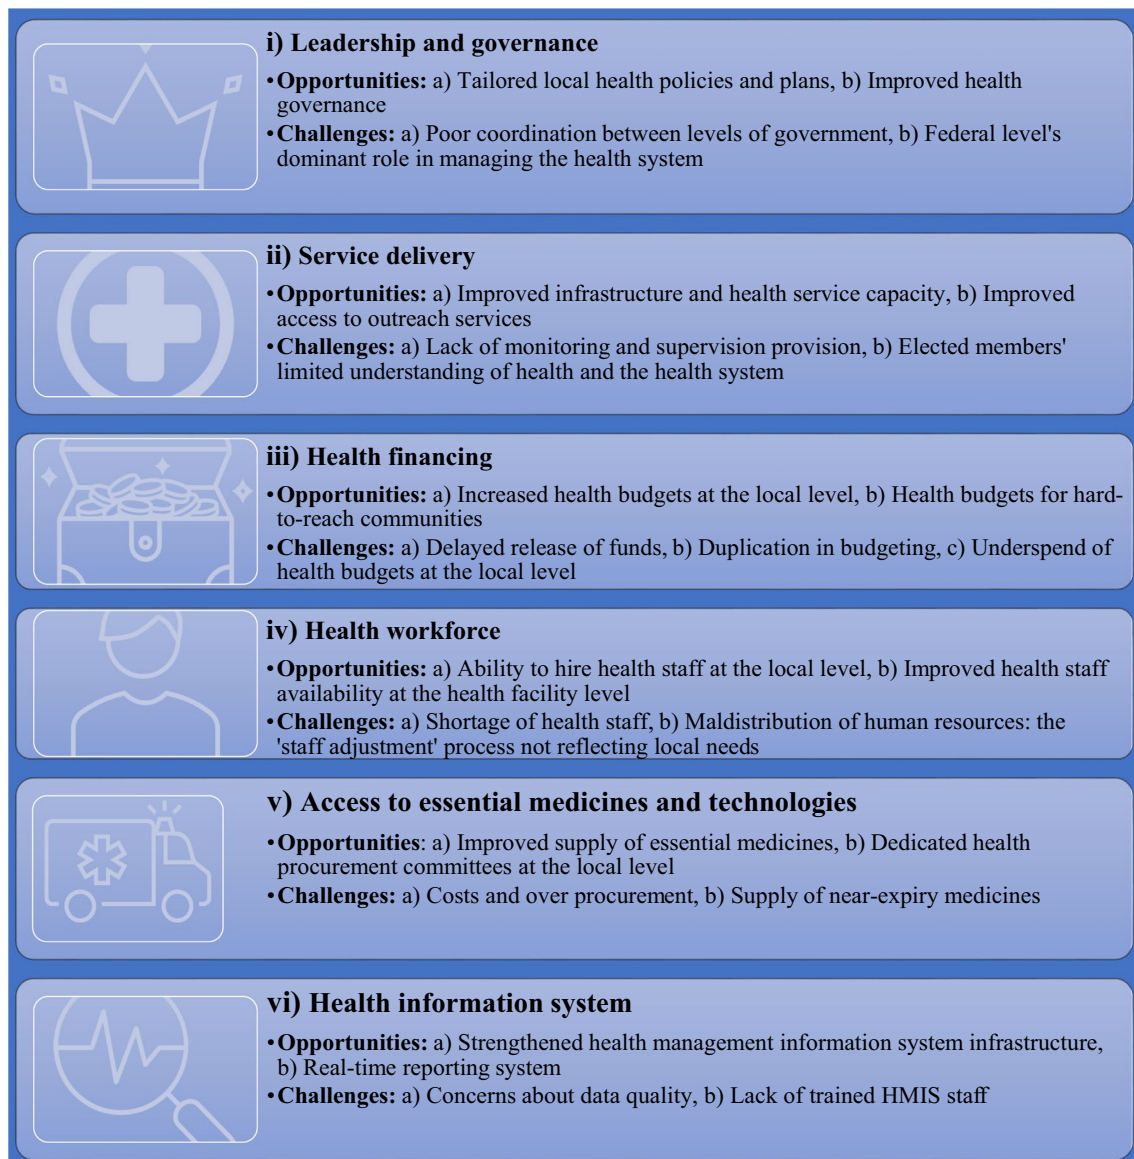 i) Leadership and governance
•Opportunities: a) Tailored local health policies and plans, b) Improved health
governance
•Challenges: a) Poor coordination between levels of government, b) Federal level's
dominant role in managing the health system
ii) Service delivery
•Opportunities: a) Improved infrastructure and health service capacity, b) Improved
access to outreach services
•Challenges: a) Lack of monitoring and supervision provision, b) Elected members'
limited understanding of health and the health system
iii) Health financing
•Opportunities: a) Increased health budgets at the local level, b) Health budgets for hard-
to-reach communities
•Challenges: a) Delayed release of funds, b) Duplication in budgeting, c) Underspend of
health budgets at the local level
iv) Health workforce
•Opportunities: a) Ability to hire health staff at the local level, b) Improved health staff
availability at the health facility level
•Challenges: a) Shortage of health staff, b) Maldistribution of human resources: the
'staff adjustment' process not reflecting local needs
v) Access to essential medicines and technologies
•Opportunities: a) Improved supply of essential medicines, b) Dedicated health
procurement committees at the local level
•Challenges: a) Costs and over procurement, b) Supply of near-expiry medicines
vi) Health information system
•Opportunities: a) Strengthened health management information system infrastructure,
b) Real-time reporting system
•Challenges: a) Concerns about data quality, b) Lack of trained HMIS staff